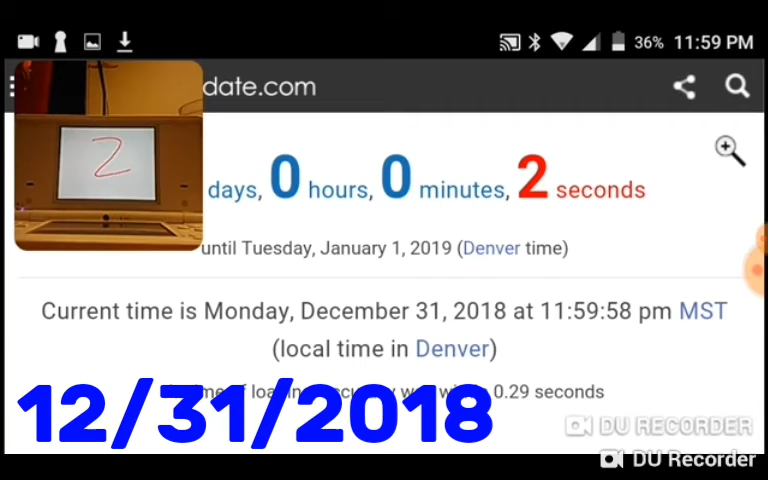 36% 11:59 PM
date.com
2
days, 0 hours, 0 minutes, 2 seconds
until Tuesday, January 1, 2019 (Denver time)
Current time is Monday, December 31, 2018 at 11:59:58 pm MST
(local time in Denver)
0.29 seconds
12/31/2018
DU RECORDER
DU Recorder